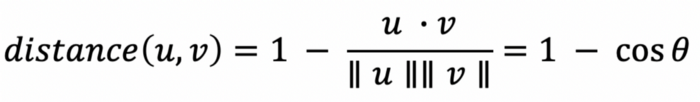 distance(u, v) = 1 − u · v / ‖ u ‖‖ v ‖ = 1 − cos θ